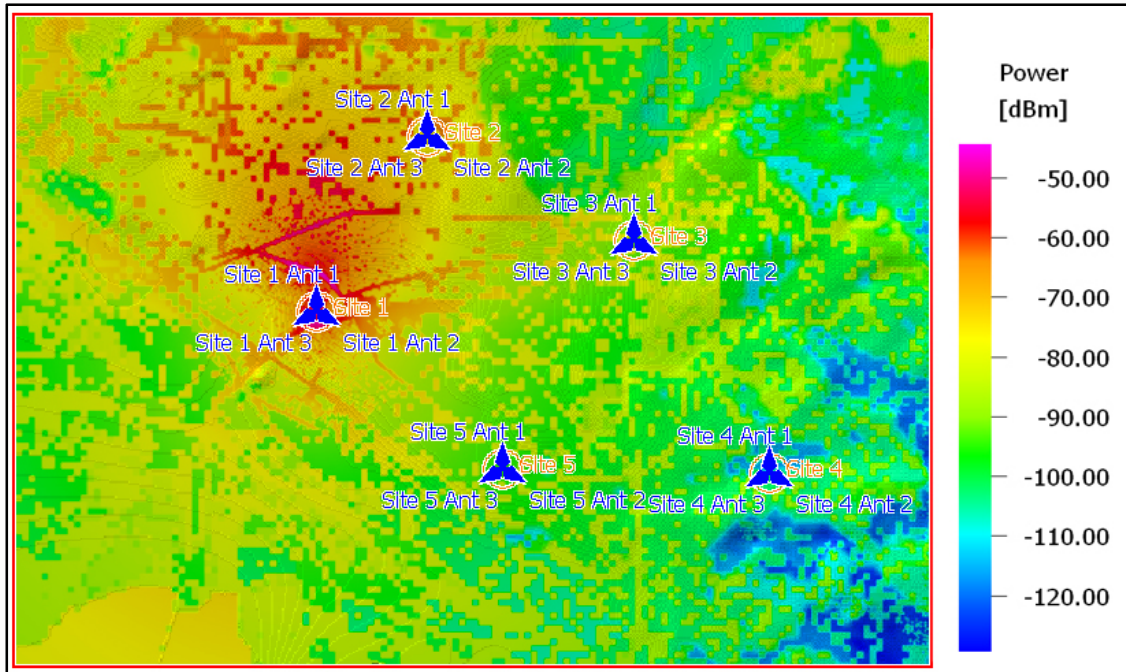 Power
[dBm]
-50.00
-60.00
-70.00
-80.00
-90.00
-100.00
-110.00
-120.00
Site 2 Ant 1
Site 2
Site 2 Ant 3
Site 2 Ant 2
Site 3 Ant 1
Site 3
Site 3 Ant 3
Site 3 Ant 2
Site 1 Ant 1
Site 1
Site 1 Ant 3
Site 1 Ant 2
Site 5 Ant 1
Site 5
Site 5 Ant 3
Site 5 Ant 2
Site 4 Ant 1
Site 4
Site 4 Ant 3
Site 4 Ant 2